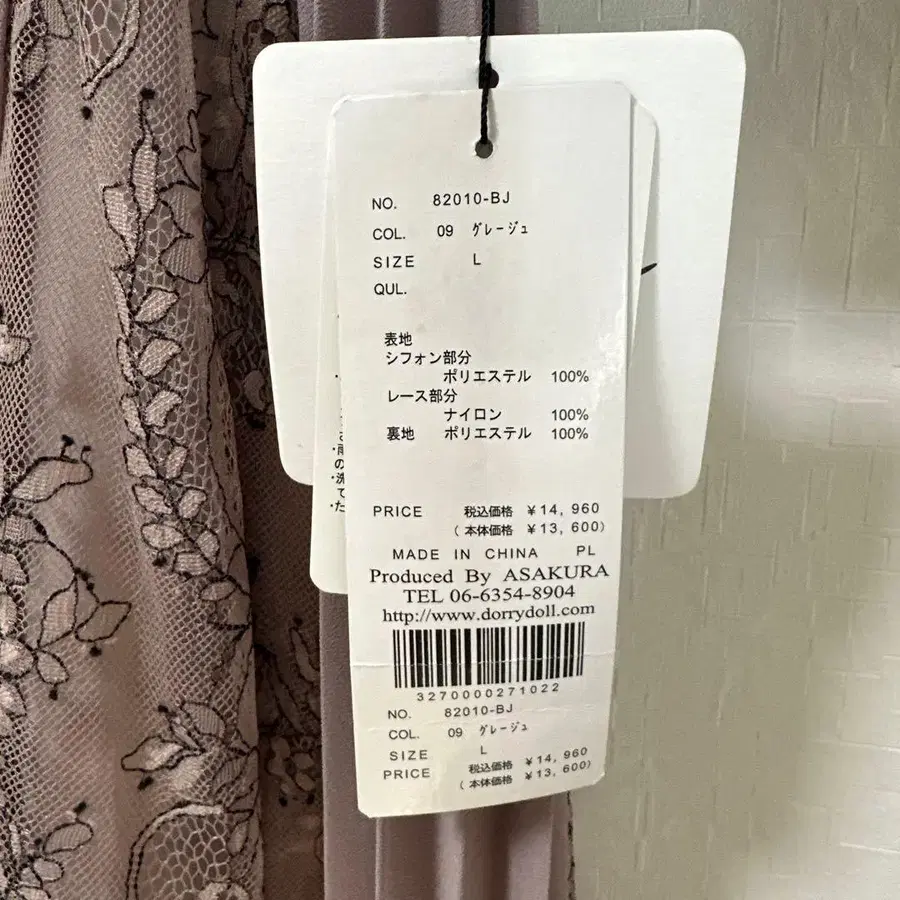 NO. 82010-BJ
COL. 09 グレージュ
SIZE L
QUL.
表地
シフォン部分
ポリエステル 100%
レース部分
ナイロン 100%
裏地 ポリエステル 100%
PRICE 税込価格 ¥14,960
(本体価格 ¥13,600)
MADE IN CHINA PL
Produced By ASAKURA
TEL 06-6354-8904
http://www.dorrydoll.com
3270000271022
NO. 82010-BJ
COL. 09 グレージュ
SIZE L
PRICE 税込価格 ¥14,960
(本体価格 ¥13,600)
・雨
の
・洗
て
・た